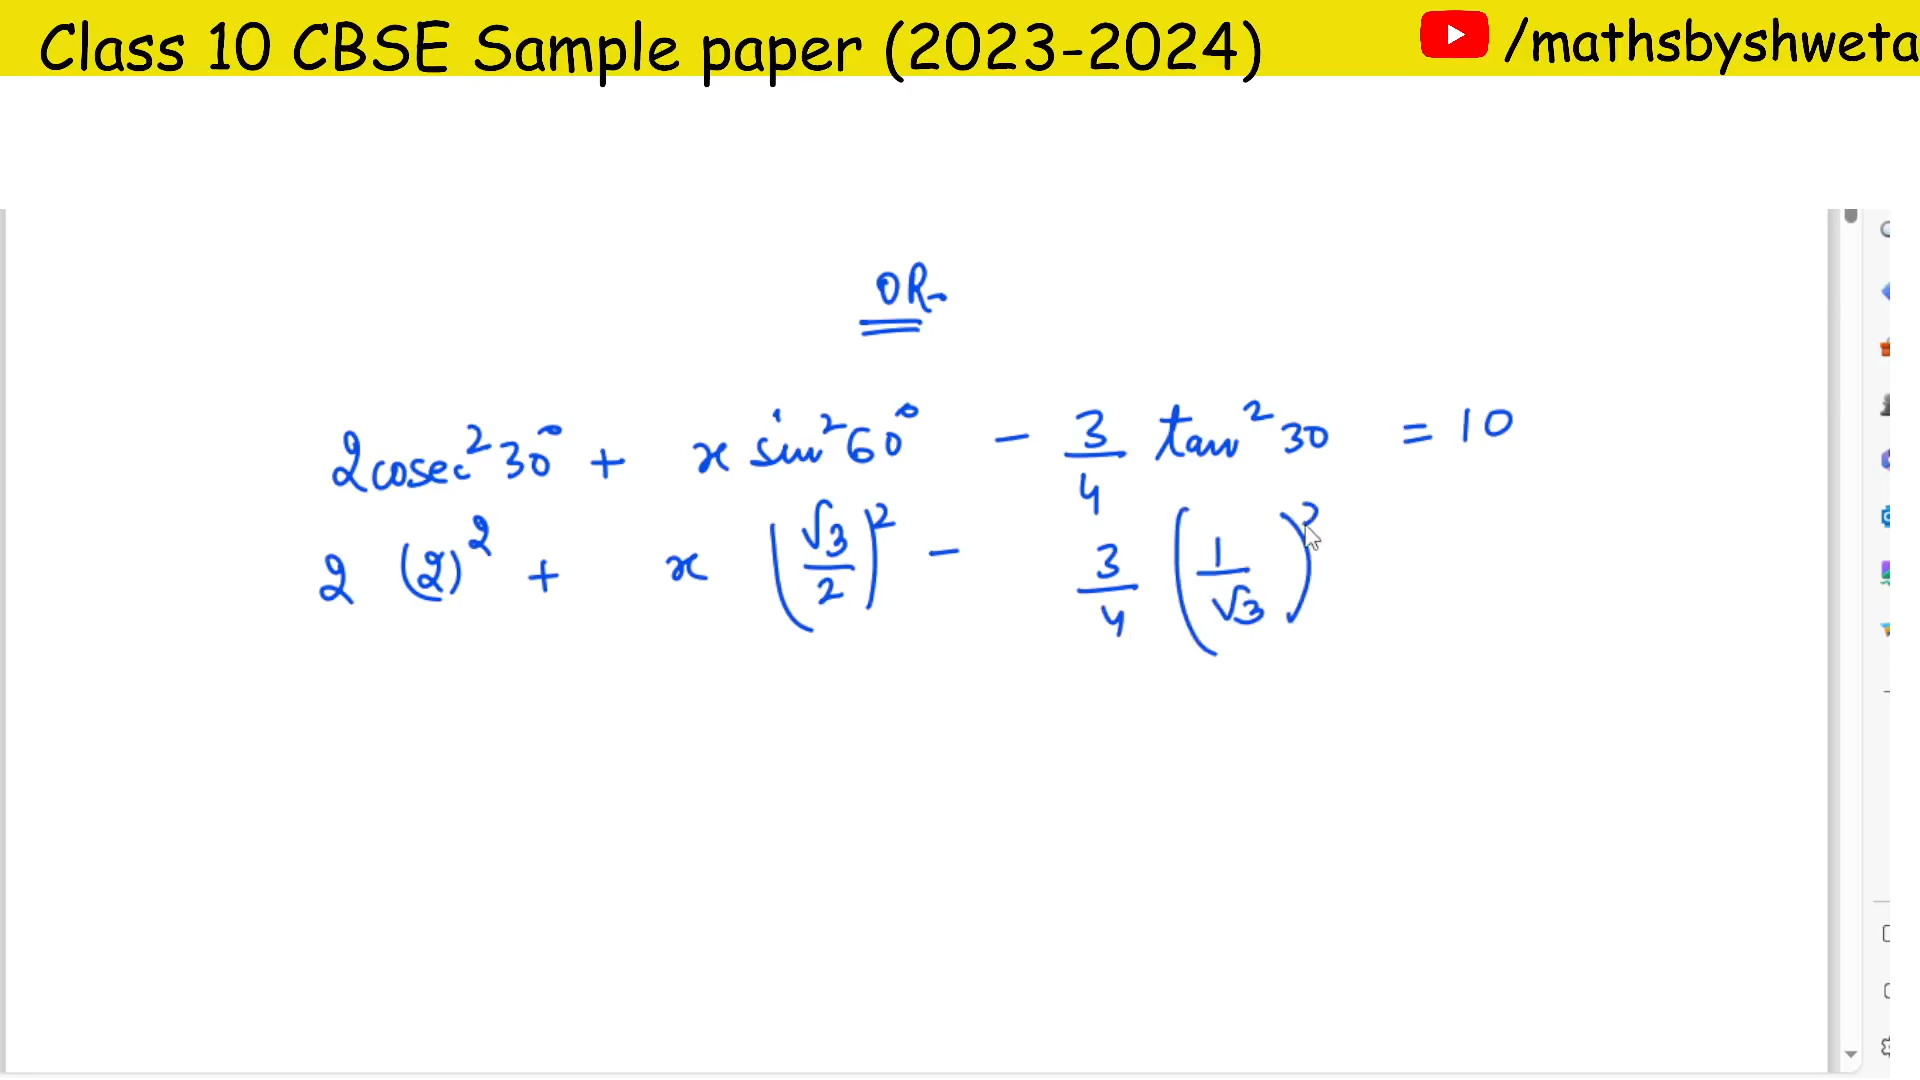 Class 10 CBSE Sample paper (2023-2024)
/mathsbyshweta
OR
2cosec²30° + x sin²60° - 3/4 tan²30 = 10
2 (2)² + x (√3/2)² - 3/4 (1/√3)²